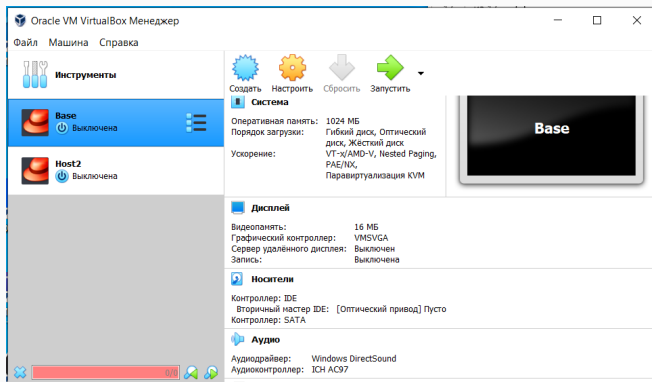 Oracle VM VirtualBox Менеджер
Файл Машина Справка
Инструменты
Создать Настроить Сбросить Запустить
Base
Выключена
Host2
Выключена
Система
Оперативная память: 1024 МБ
Порядок загрузки: Гибкий диск, Оптический
диск, Жёсткий диск
Ускорение: VT-x/AMD-V, Nested Paging,
PAE/NX,
Паравиртуализация KVM
Base
Дисплей
Видеопамять: 16 МБ
Графический контроллер: VMSVGA
Сервер удалённого дисплея: Выключен
Запись: Выключена
Носители
Контроллер: IDE
Вторичный мастер IDE: [Оптический привод] Пусто
Контроллер: SATA
Аудио
Аудиодрайвер: Windows DirectSound
Аудиоконтроллер: ICH AC97
0/0